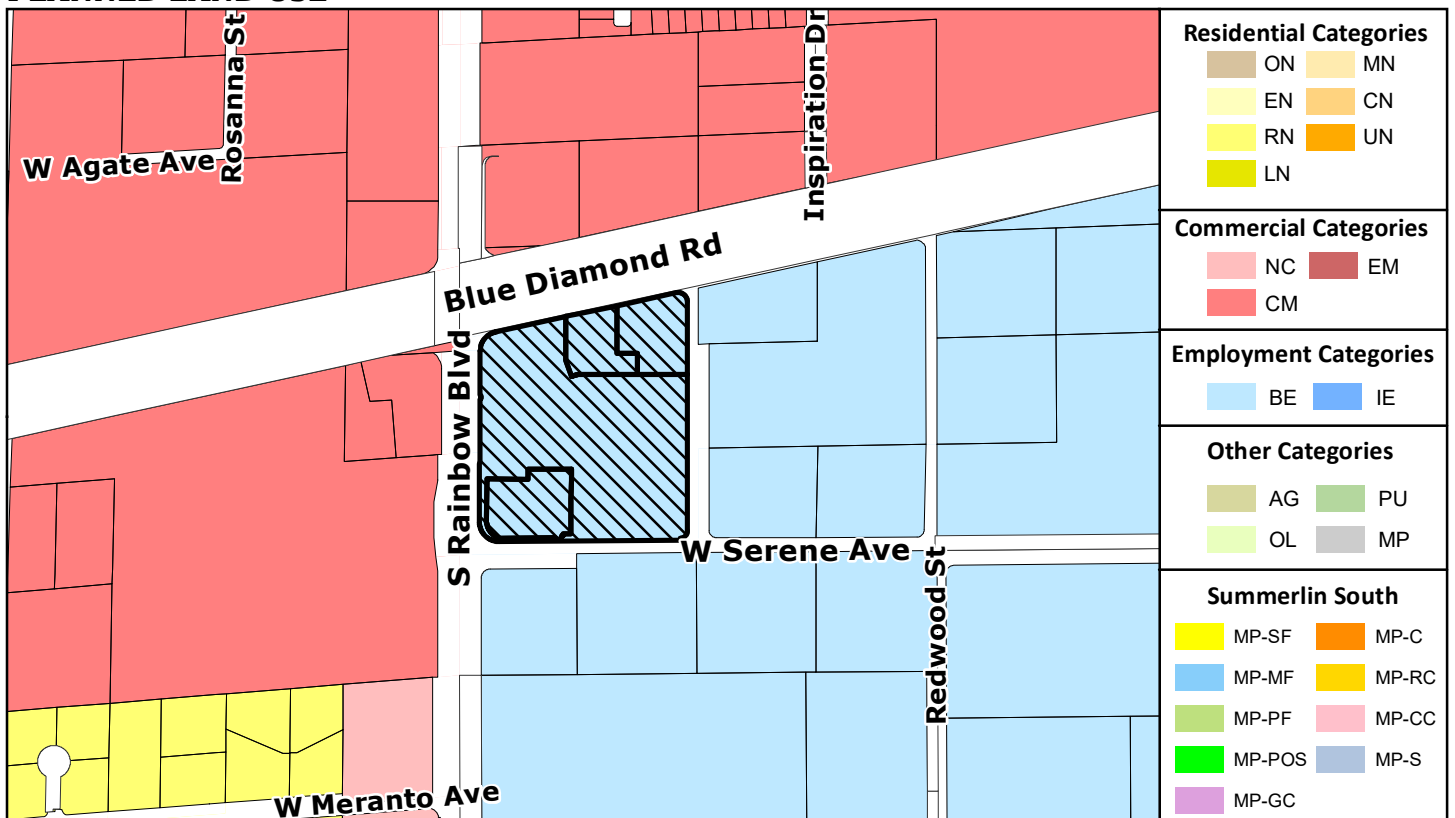 PLANNED LAND USE
Rosanna St
Inspiration Dr
W Agate Ave
Blue Diamond Rd
S Rainbow Blvd
W Serene Ave
Redwood St
W Meranto Ave
Residential Categories
ON MN
EN CN
RN UN
LN
Commercial Categories
NC EM
CM
Employment Categories
BE IE
Other Categories
AG PU
OL MP
Summerlin South
MP-SF MP-C
MP-MF MP-RC
MP-PF MP-CC
MP-POS MP-S
MP-GC